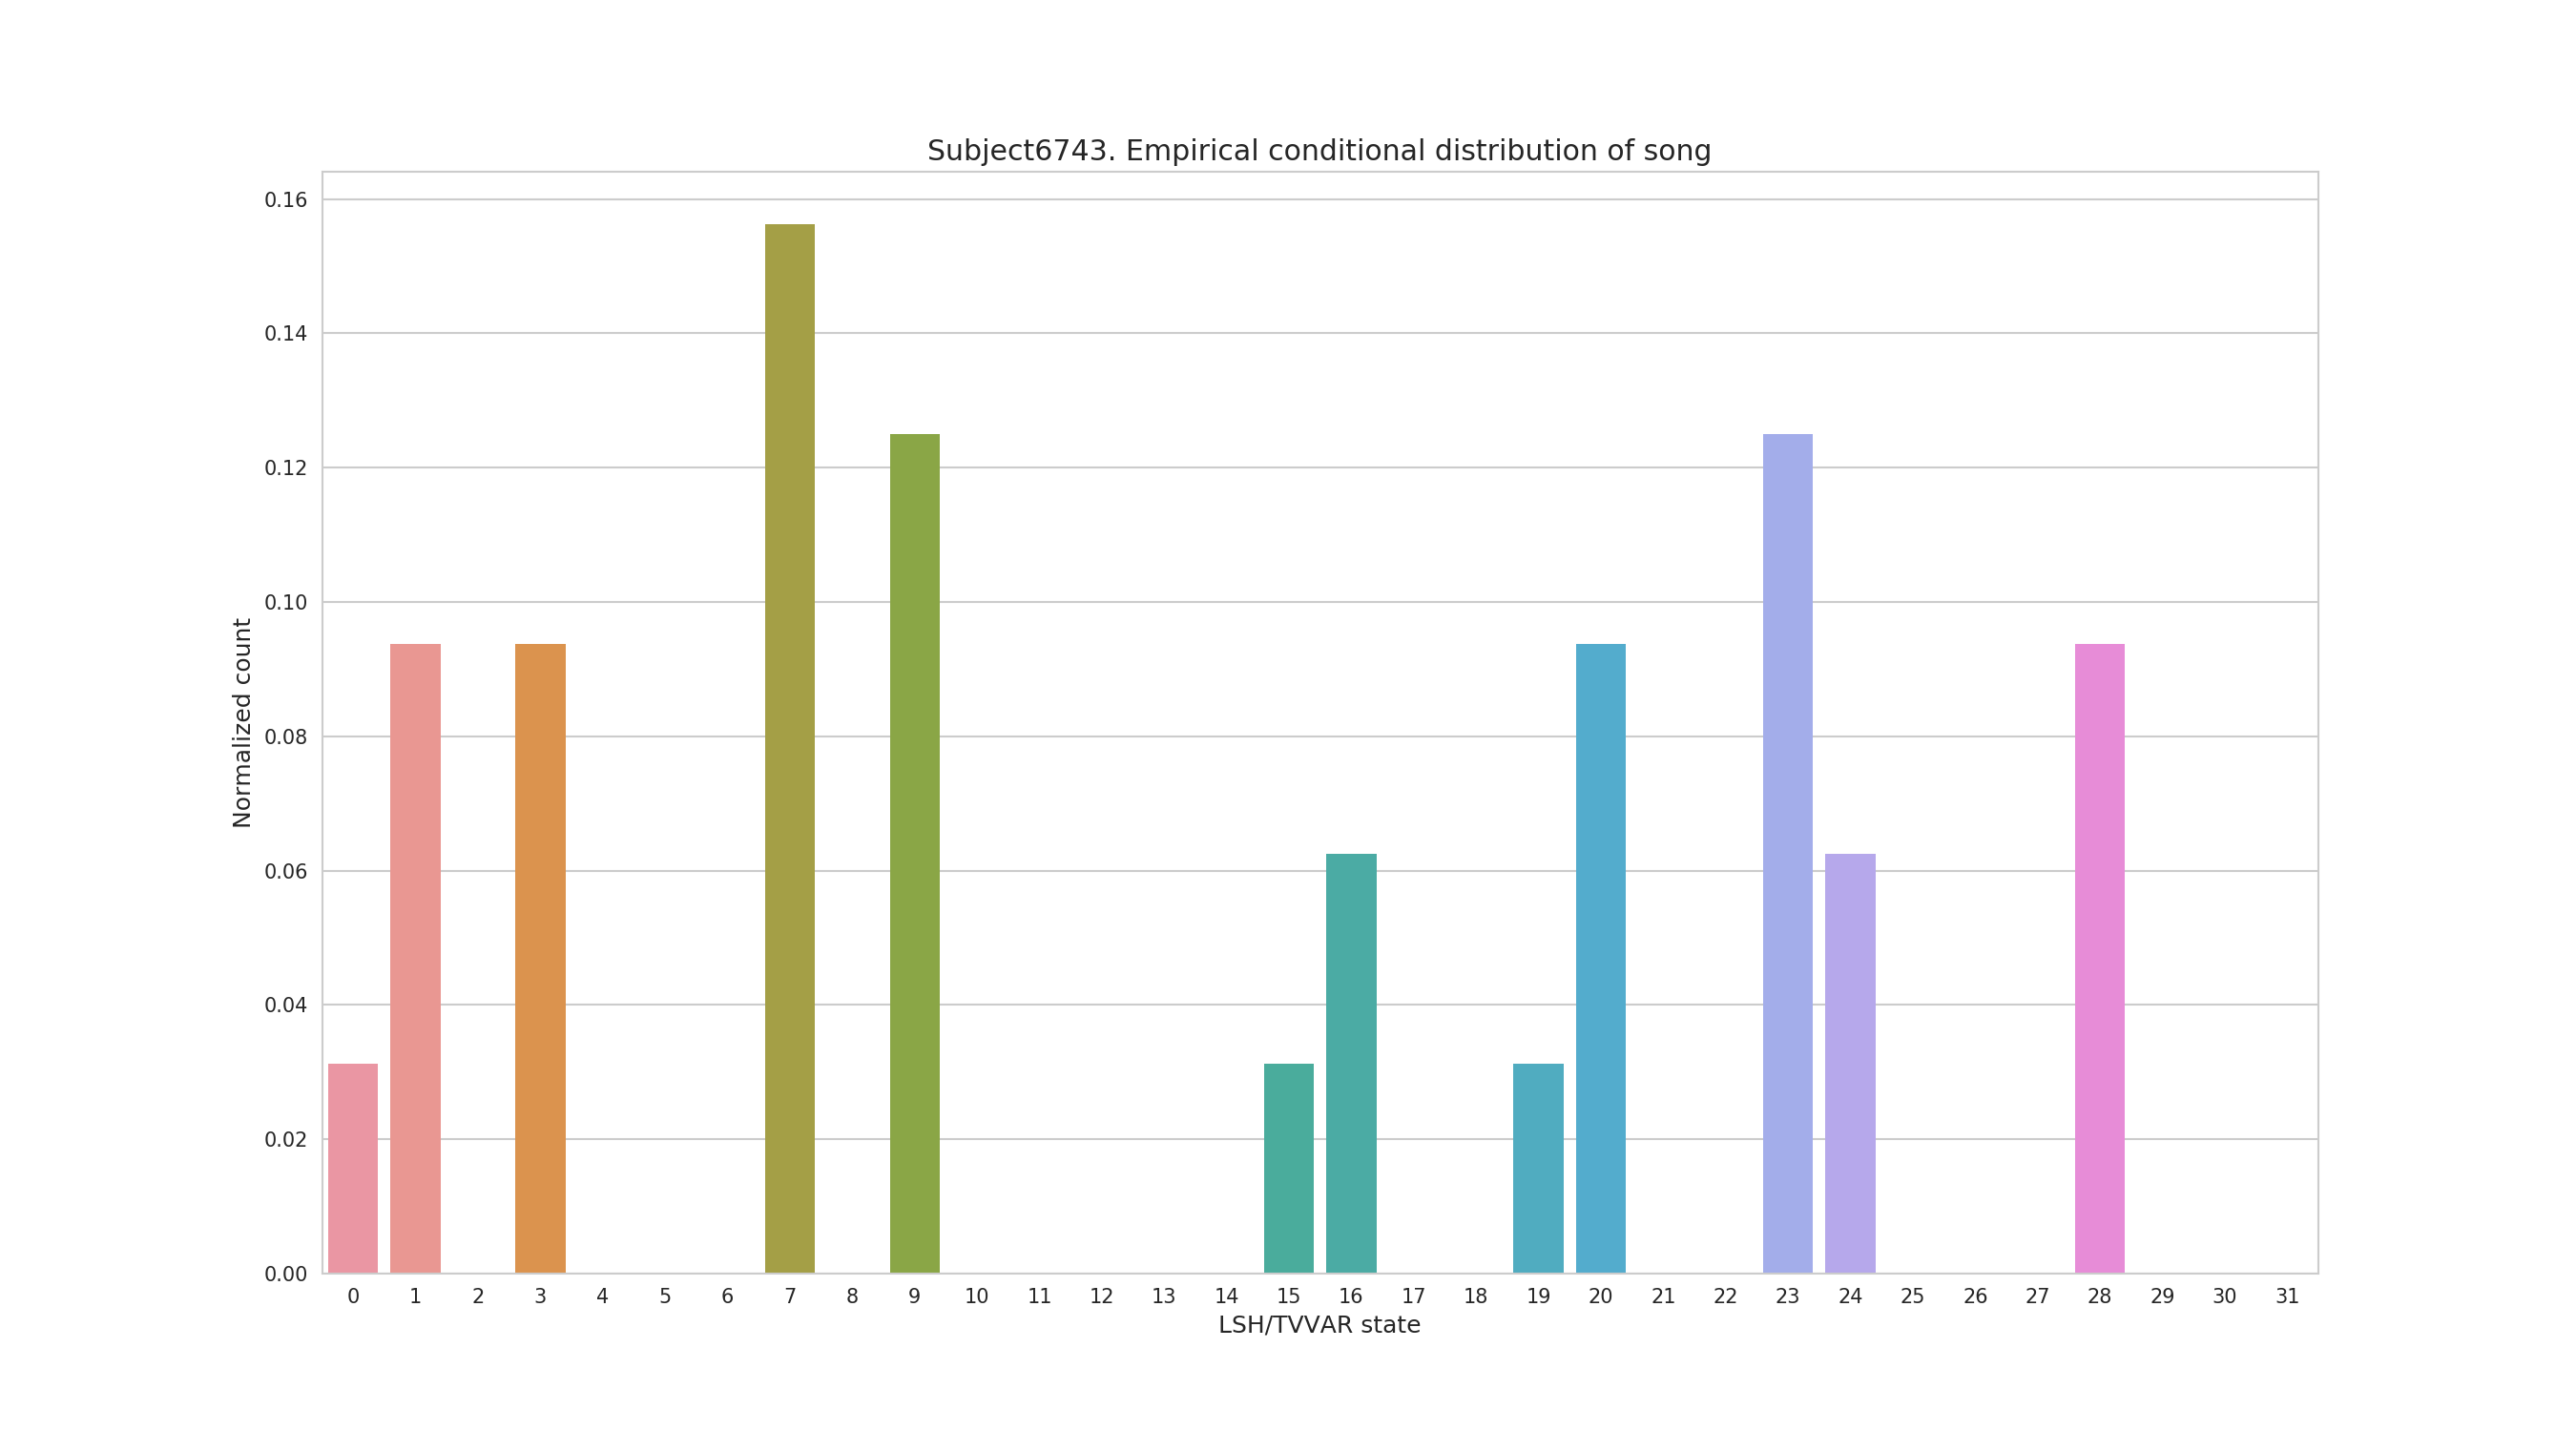 Subject6743. Empirical conditional distribution of song
0.16
0.14
0.12
0.10
0.08
0.06
0.04
0.02
0.00
Normalized count
0 1 2 3 4 5 6 7 8 9 10 11 12 13 14 15 16 17 18 19 20 21 22 23 24 25 26 27 28 29 30 31
LSH/TVVAR state